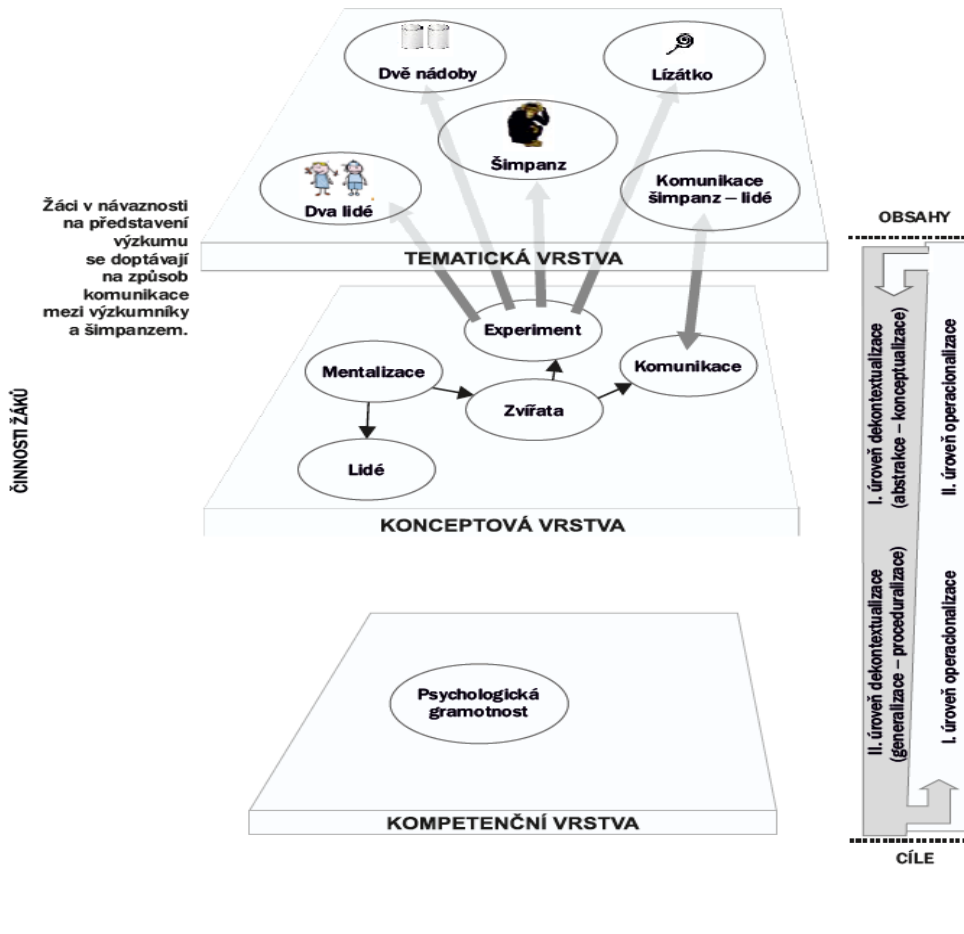 Dvě nádoby
Lízátko
Šimpanz
Dva lidé
Komunikace
šimpanz – lidé
TEMATICKÁ VRSTVA
Žáci v návaznosti
na představení
výzkumu
se doptávají
na způsob
komunikace
mezi výzkumníky
a šimpanzem.
ČINNOSTI ŽÁKŮ
Experiment
Mentalizace
Komunikace
Zvířata
Lidé
KONCEPTOVÁ VRSTVA
Psychologická
gramotnost
KOMPETENČNÍ VRSTVA
OBSAHY
I. úroveň dekontextualizace
(abstrakce – konceptualizace)
II. úroveň operacionalizace
II. úroveň dekontextualizace
(generalizace – proceduralizace)
I. úroveň operacionalizace
CÍLE